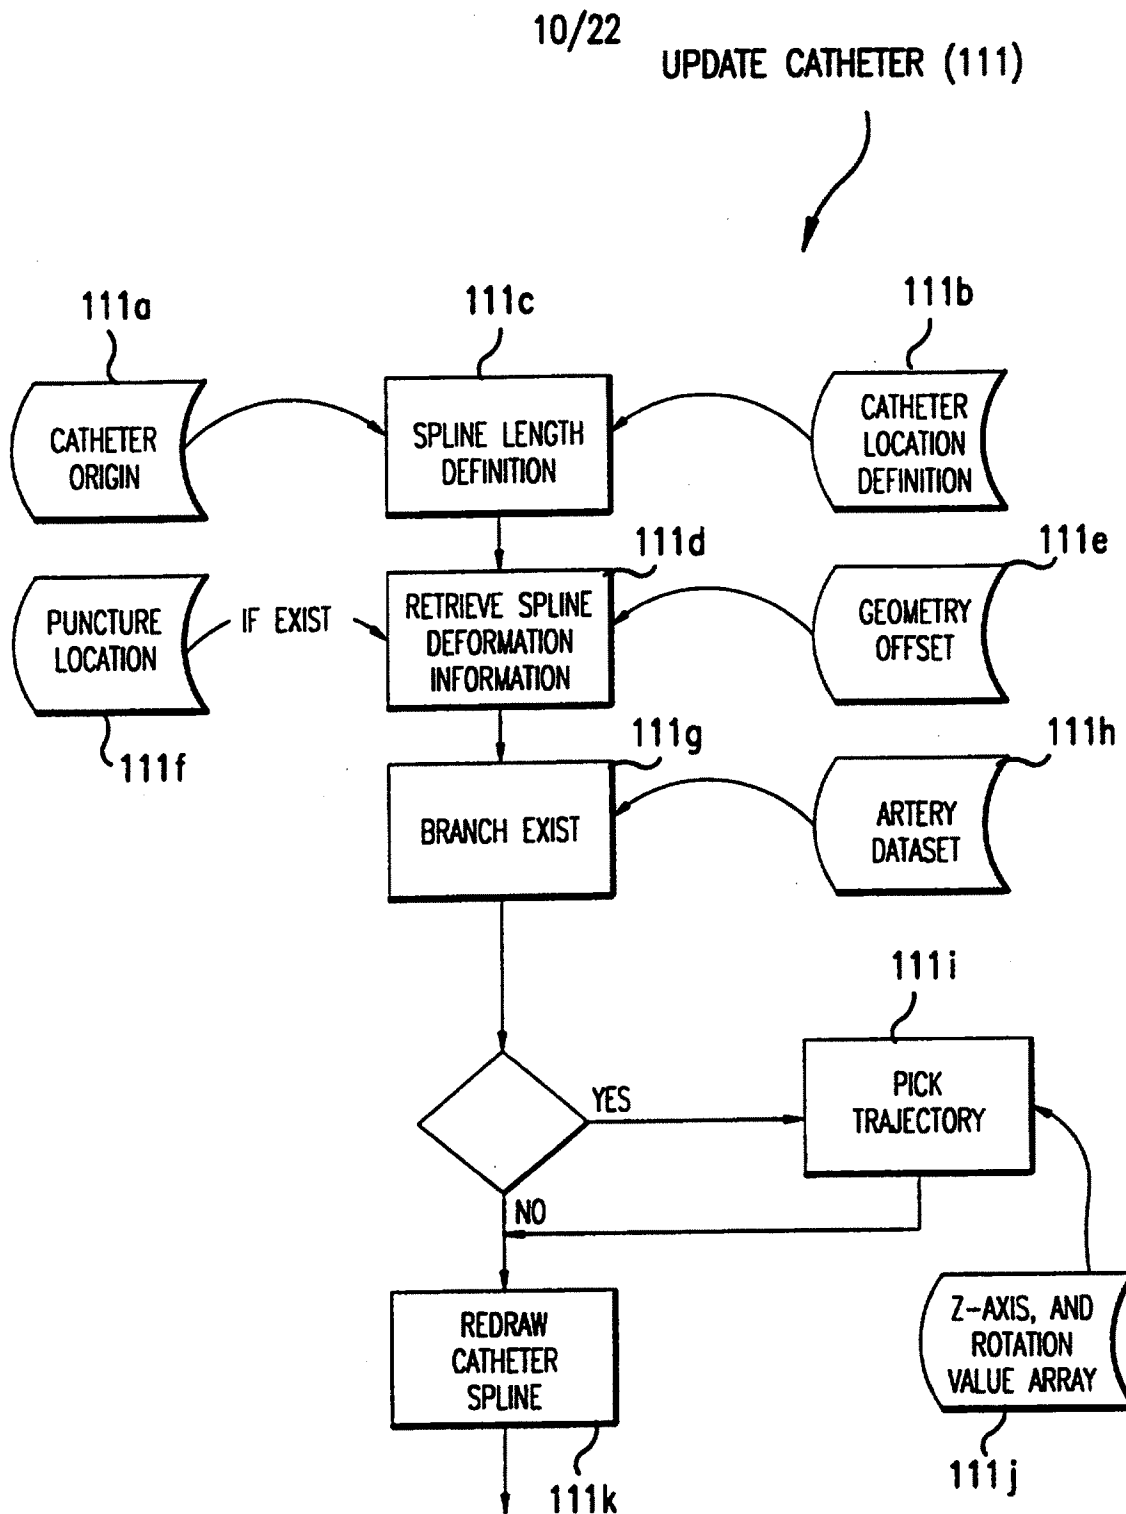 10/22
UPDATE CATHETER (111)
111a
111c
111b
CATHETER
ORIGIN
SPLINE LENGTH
DEFINITION
CATHETER
LOCATION
DEFINITION
111d
111e
PUNCTURE
LOCATION
IF EXIST
RETRIEVE SPLINE
DEFORMATION
INFORMATION
GEOMETRY
OFFSET
111f
111g
111h
BRANCH EXIST
ARTERY
DATASET
111i
YES
PICK
TRAJECTORY
NO
REDRAW
CATHETER
SPLINE
Z-AXIS, AND
ROTATION
VALUE ARRAY
111k
111j